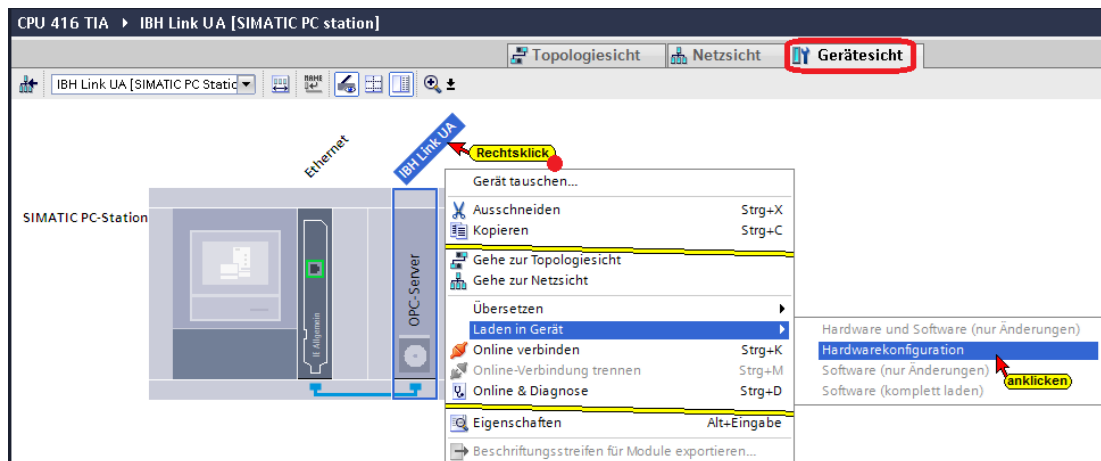 CPU 416 TIA ▸ IBH Link UA [SIMATIC PC station]
Topologiesicht Netzsicht Gerätesicht
IBH Link UA [SIMATIC PC Static
Ethernet
IBH Link UA
Rechtsklick
Gerät tauschen...
SIMATIC PC-Station
Ausschneiden Strg+X
Kopieren Strg+C
Gehe zur Topologiesicht
Gehe zur Netzsicht
OPC-Server
IE Allgemein
Übersetzen
Laden in Gerät
Hardware und Software (nur Änderungen)
Online verbinden Strg+K
Hardwarekonfiguration
Online-Verbindung trennen Strg+M
Software (nur Änderungen)
anklicken
Online & Diagnose Strg+D
Software (komplett laden)
Eigenschaften Alt+Eingabe
Beschriftungsstreifen für Module exportieren...